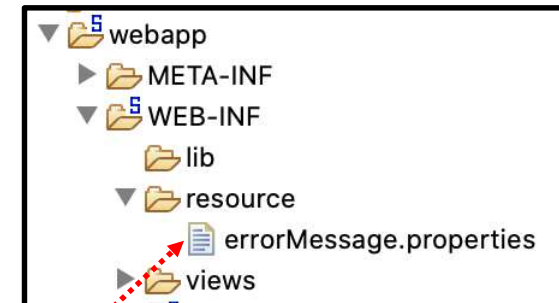 webapp
META-INF
WEB-INF
lib
resource
errorMessage.properties
views